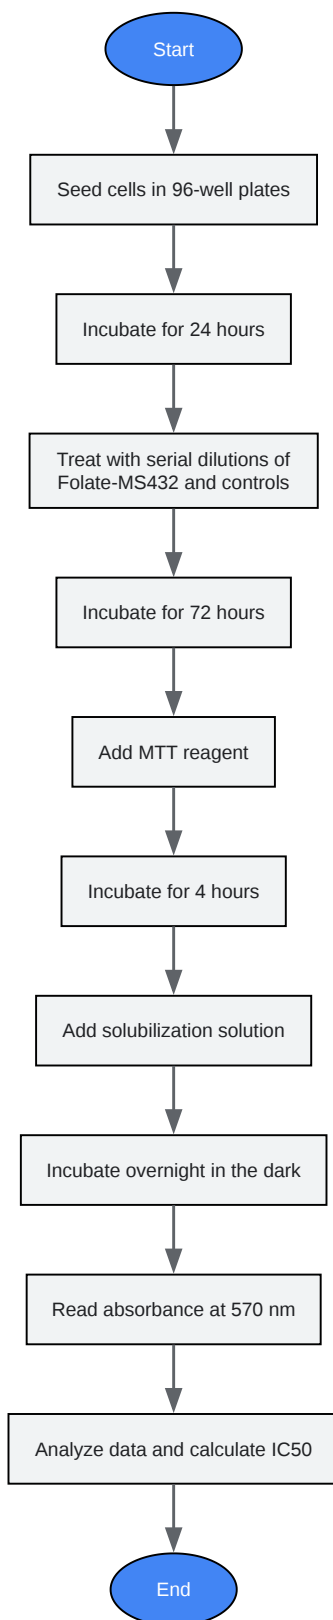 Start
Seed cells in 96-well plates
Incubate for 24 hours
Treat with serial dilutions of
Folate-MS432 and controls
Incubate for 72 hours
Add MTT reagent
Incubate for 4 hours
Add solubilization solution
Incubate overnight in the dark
Read absorbance at 570 nm
Analyze data and calculate IC50
End